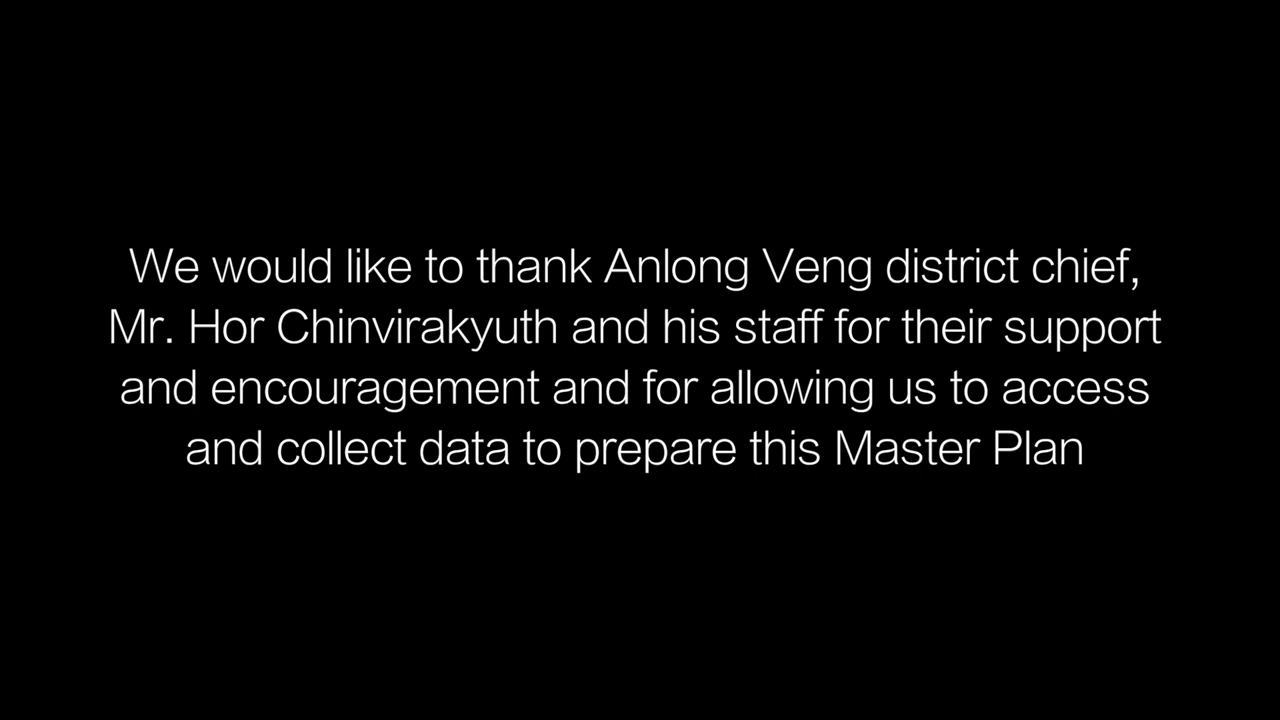 We would like to thank Anlong Veng district chief,
Mr. Hor Chinvirakyuth and his staff for their support
and encouragement and for allowing us to access
and collect data to prepare this Master Plan